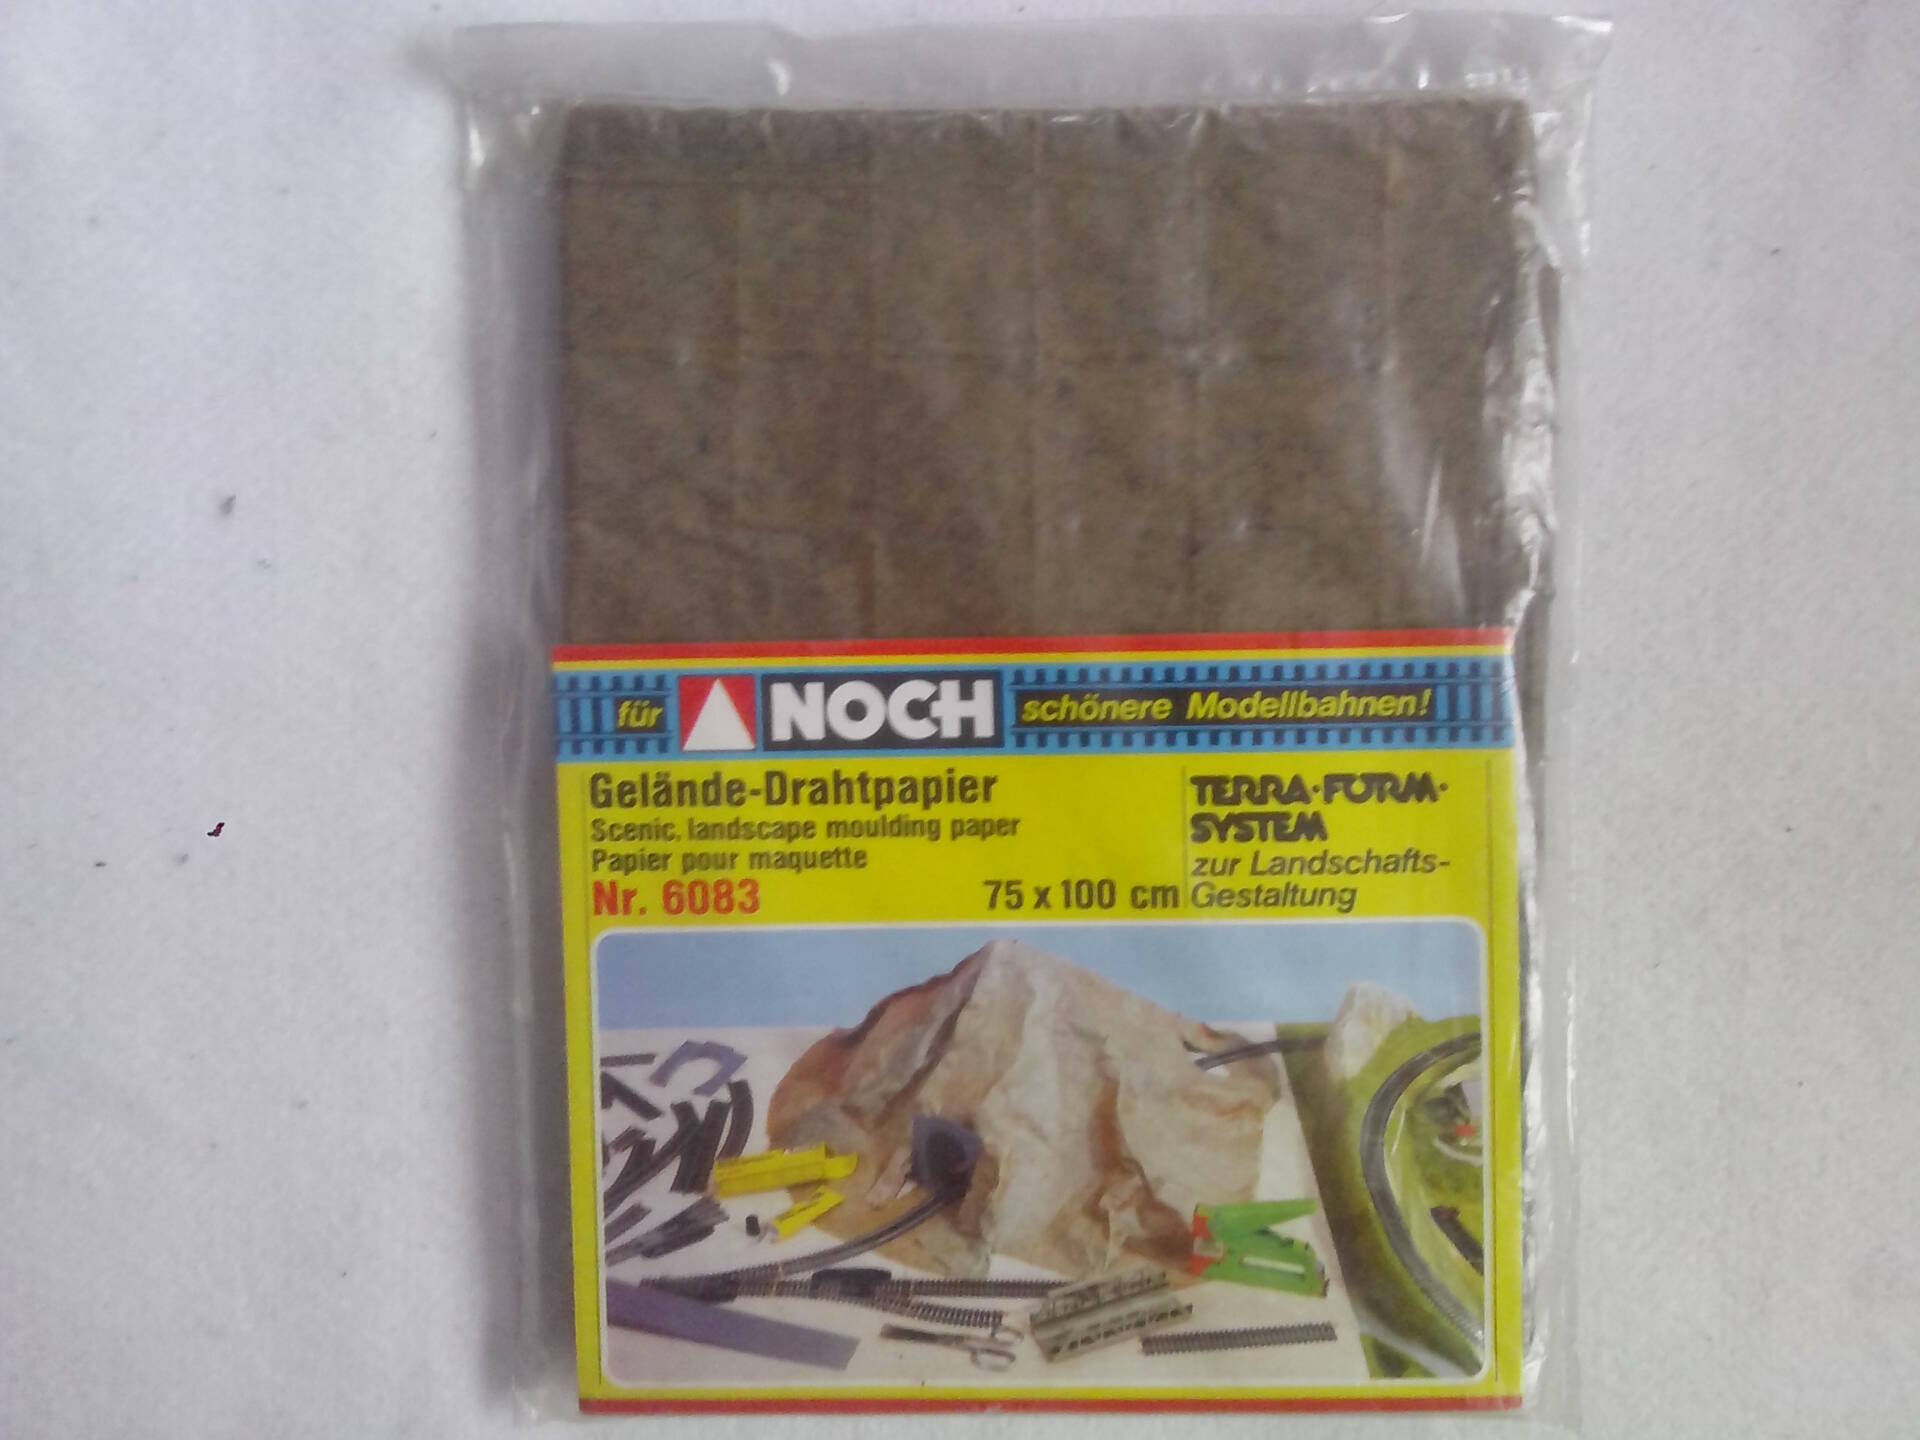 für NOCH schönere Modellbahnen!
Gelände-Drahtpapier
Scenic, landscape moulding paper
Papier pour maquette
Nr. 6083 75 x 100 cm
TERRA·FORM·
SYSTEM
zur Landschafts-
Gestaltung